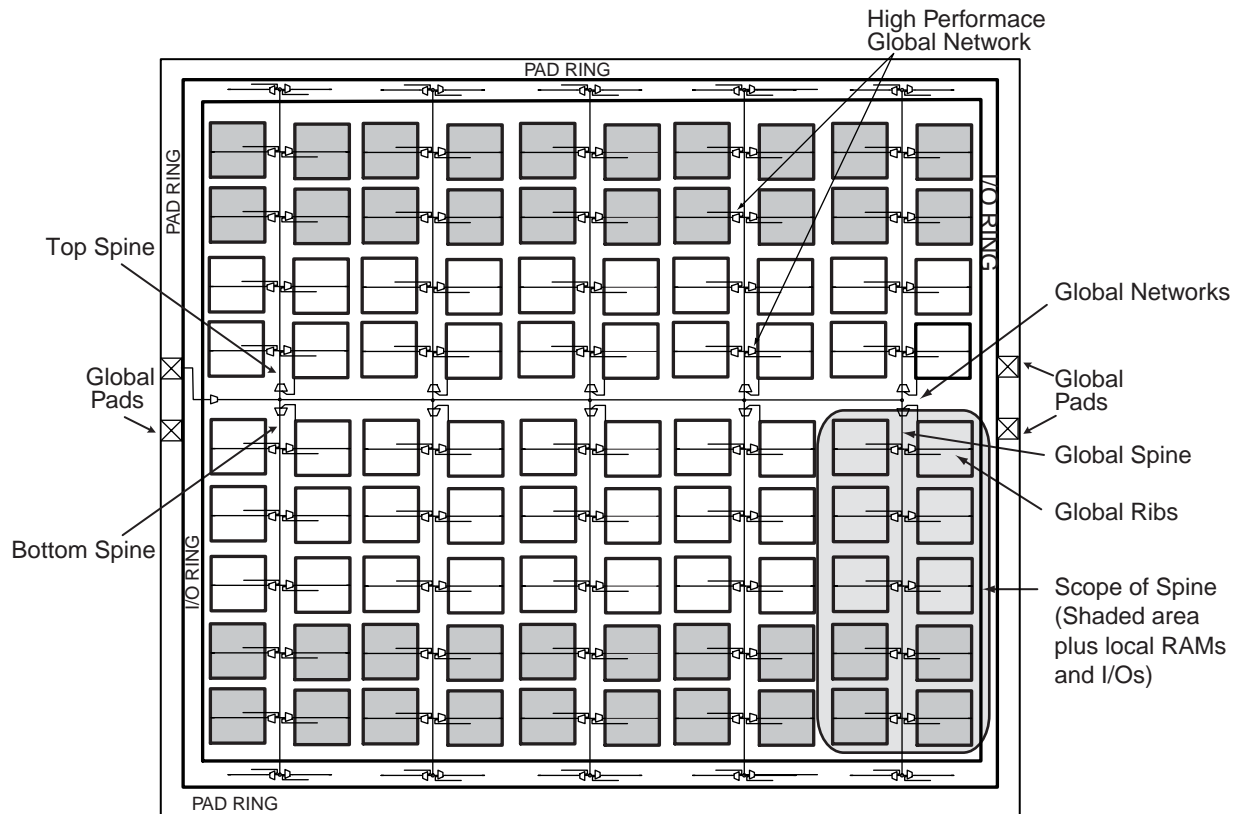 High Performace
Global Network
PAD RING
PAD RING
I/O RING
Top Spine
Global Networks
Global
Pads
Global
Pads
Global Spine
Global Ribs
Bottom Spine
I/O RING
Scope of Spine
(Shaded area
plus local RAMs
and I/Os)
PAD RING